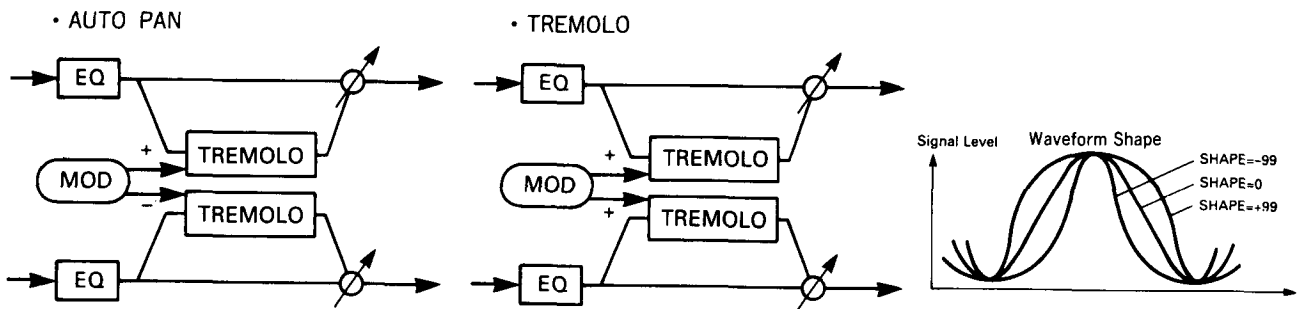 • AUTO PAN
EQ
+
TREMOLO
MOD
−
TREMOLO
EQ
• TREMOLO
EQ
+
TREMOLO
MOD
+
TREMOLO
EQ
Signal Level
Waveform Shape
SHAPE=-99
SHAPE=0
SHAPE=+99